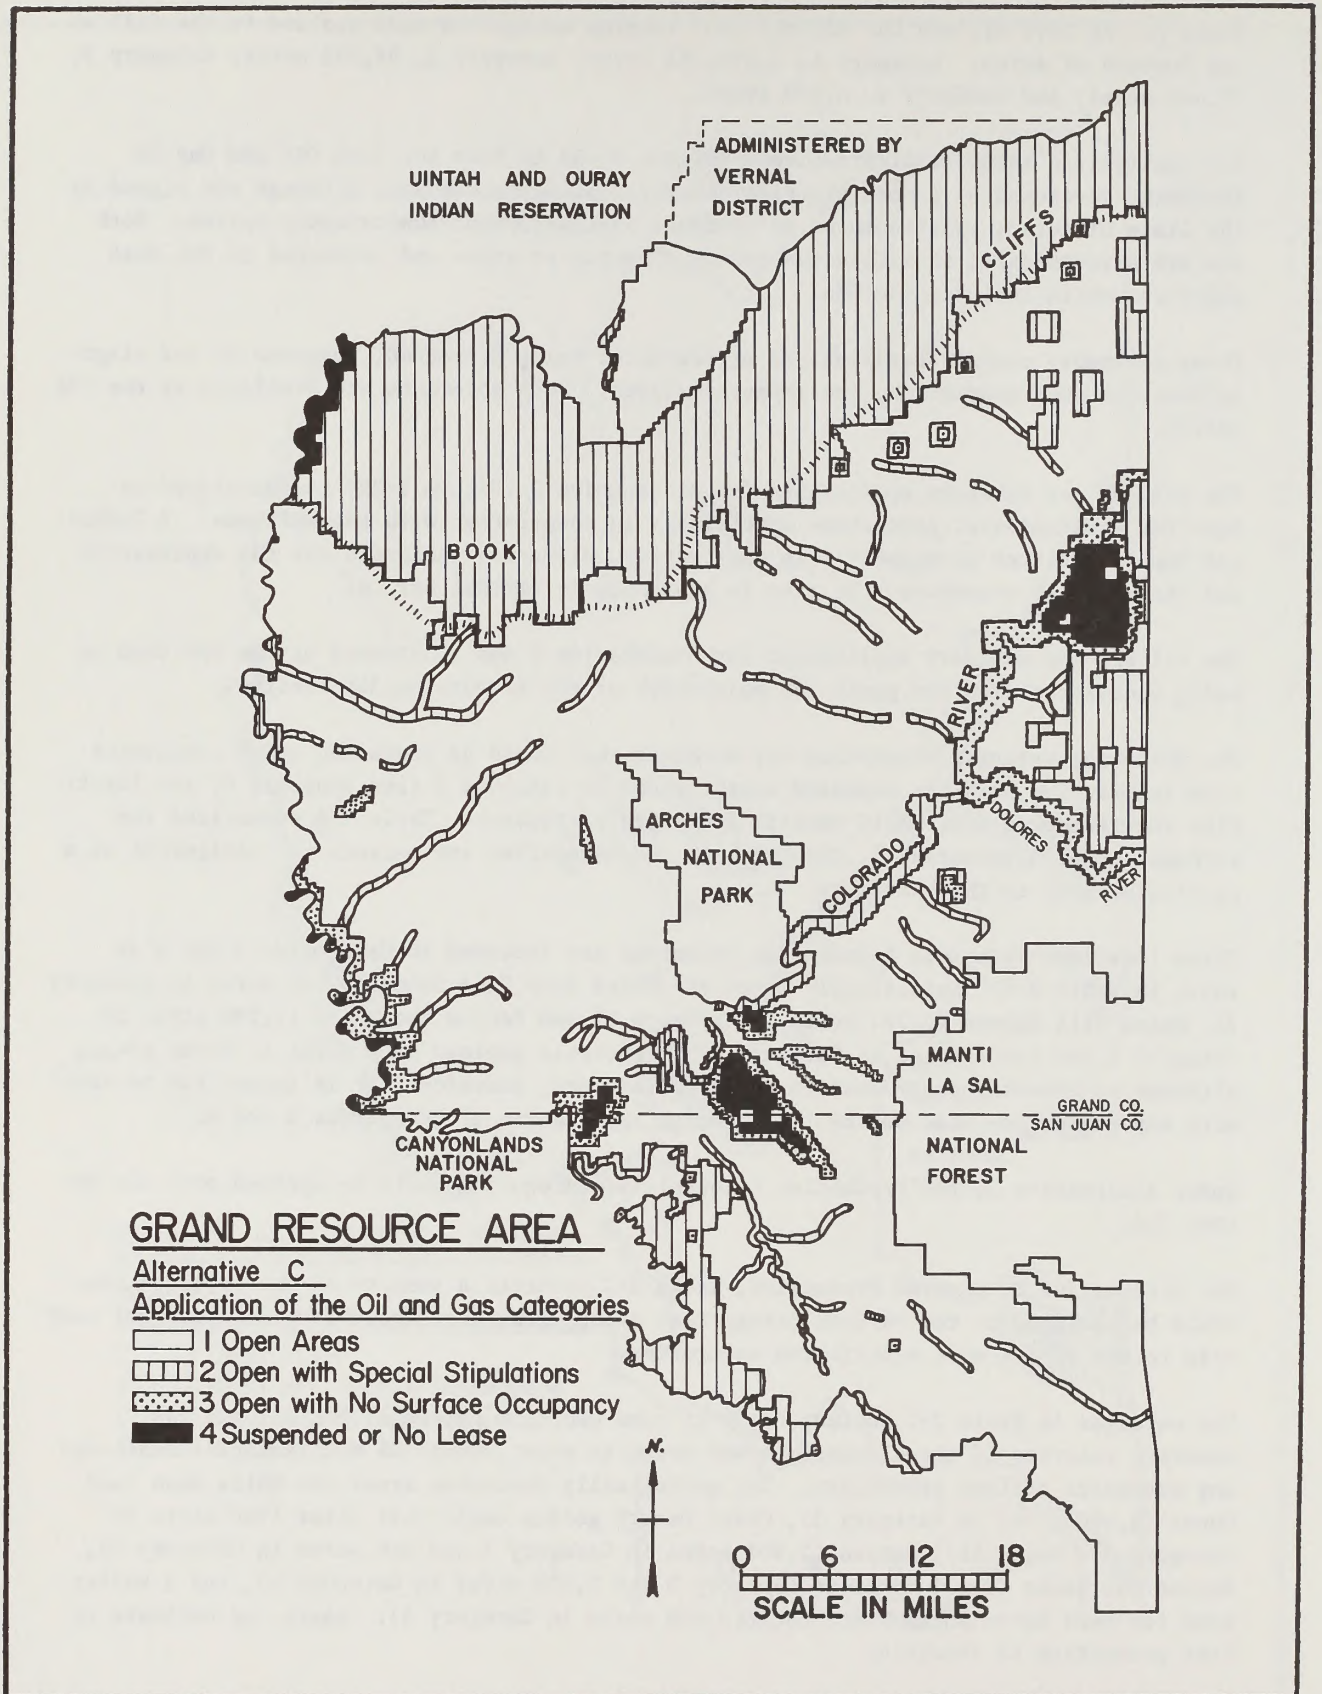 ADMINISTERED BY
VERNAL
DISTRICT
UINTAH AND OURAY
INDIAN RESERVATION
CLIFFS
BOOK
RIVER
ARCHES
NATIONAL
PARK
COLORADO
DOLORES
RIVER
MANTI
LA SAL
GRAND CO.
SAN JUAN CO.
NATIONAL
FOREST
CANYONLANDS
NATIONAL
PARK
GRAND RESOURCE AREA
Alternative C
Application of the Oil and Gas Categories
1 Open Areas
2 Open with Special Stipulations
3 Open with No Surface Occupancy
4 Suspended or No Lease
N.
0 6 12 18
SCALE IN MILES